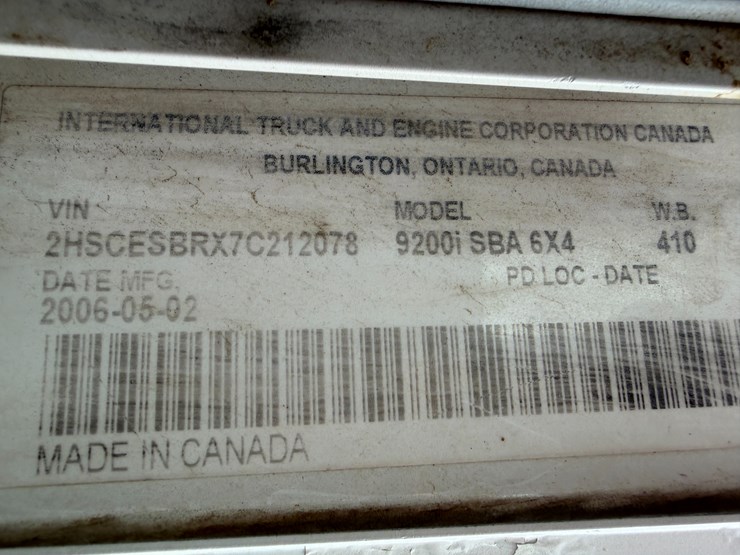 INTERNATIONAL TRUCK AND ENGINE CORPORATION CANADA
BURLINGTON, ONTARIO, CANADA
VIN MODEL W.B.
2HSCESBRX7C212078 9200i SBA 6X4 410
DATE MFG. PD LOC - DATE
2006-05-02
MADE IN CANADA